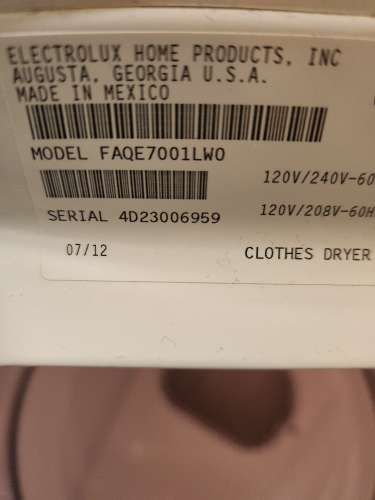 ELECTROLUX HOME PRODUCTS, INC
AUGUSTA, GEORGIA U.S.A.
MADE IN MEXICO
MODEL FAQE7001LW0
120V/240V-60
SERIAL 4D23006959
120V/208V-60H
07/12
CLOTHES DRYER